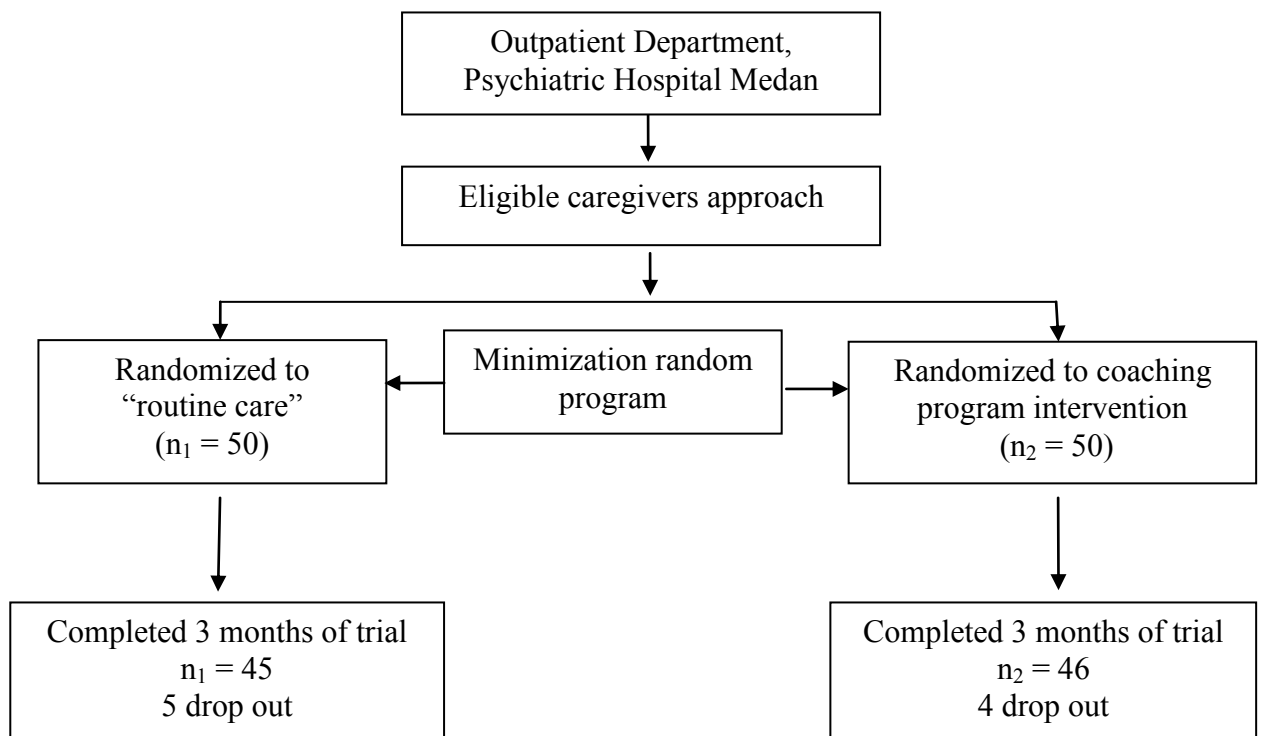 Outpatient Department,
Psychiatric Hospital Medan
Eligible caregivers approach
Randomized to
“routine care”
(n₁ = 50)
Minimization random
program
Randomized to coaching
program intervention
(n₂ = 50)
Completed 3 months of trial
n₁ = 45
5 drop out
Completed 3 months of trial
n₂ = 46
4 drop out